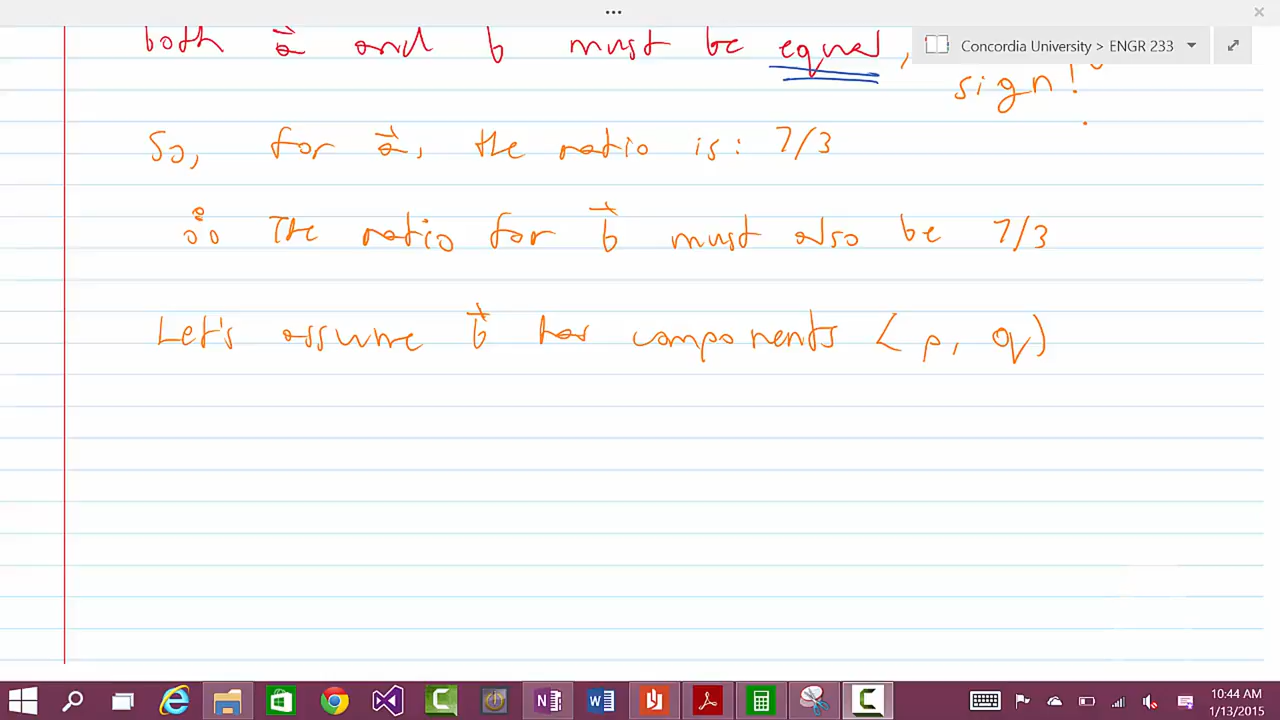 both a⃗ and b must be equal,
Concordia University > ENGR 233
sign!
So, for a⃗, the ratio is: 7/3
∴ The ratio for b⃗ must also be 7/3
Let's assume b⃗ has components <p, q)
10:44 AM
1/13/2015